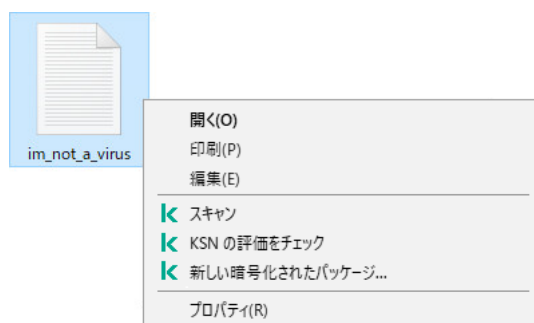 im_not_a_virus
開く(O)
印刷(P)
編集(E)
スキャン
KSN の評価をチェック
新しい暗号化されたパッケージ...
プロパティ(R)